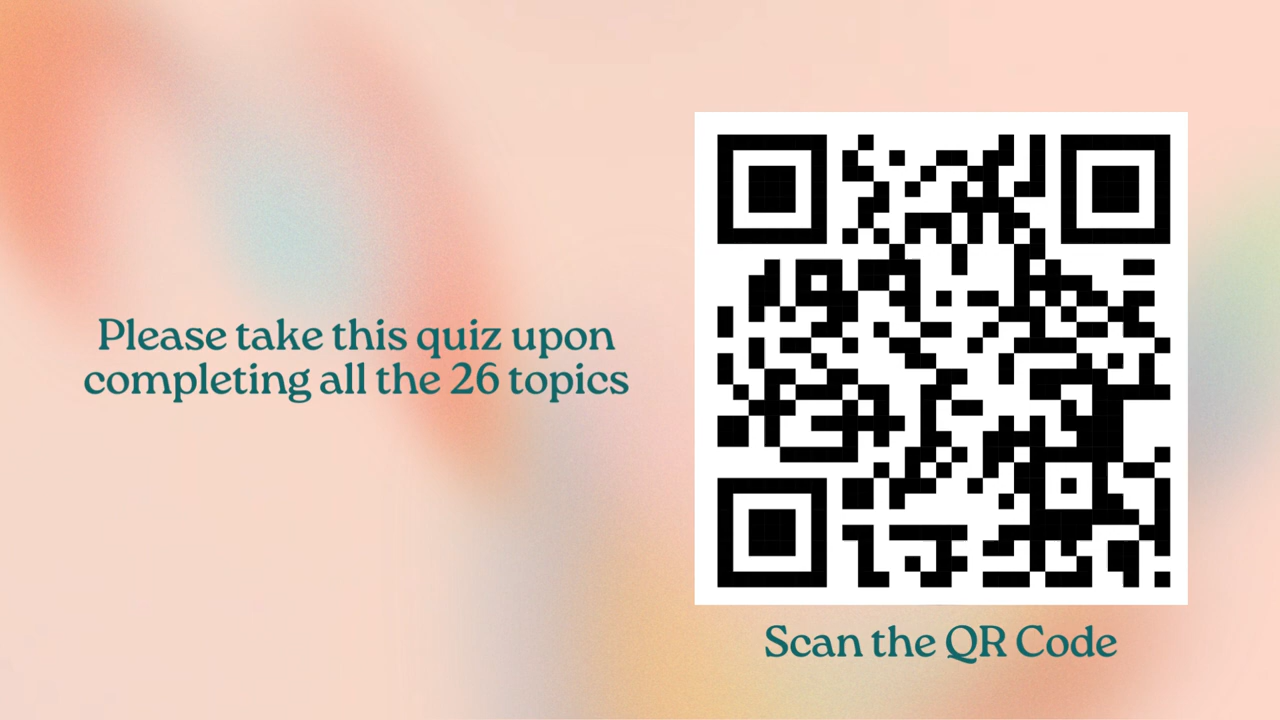 Please take this quiz upon
completing all the 26 topics
Scan the QR Code